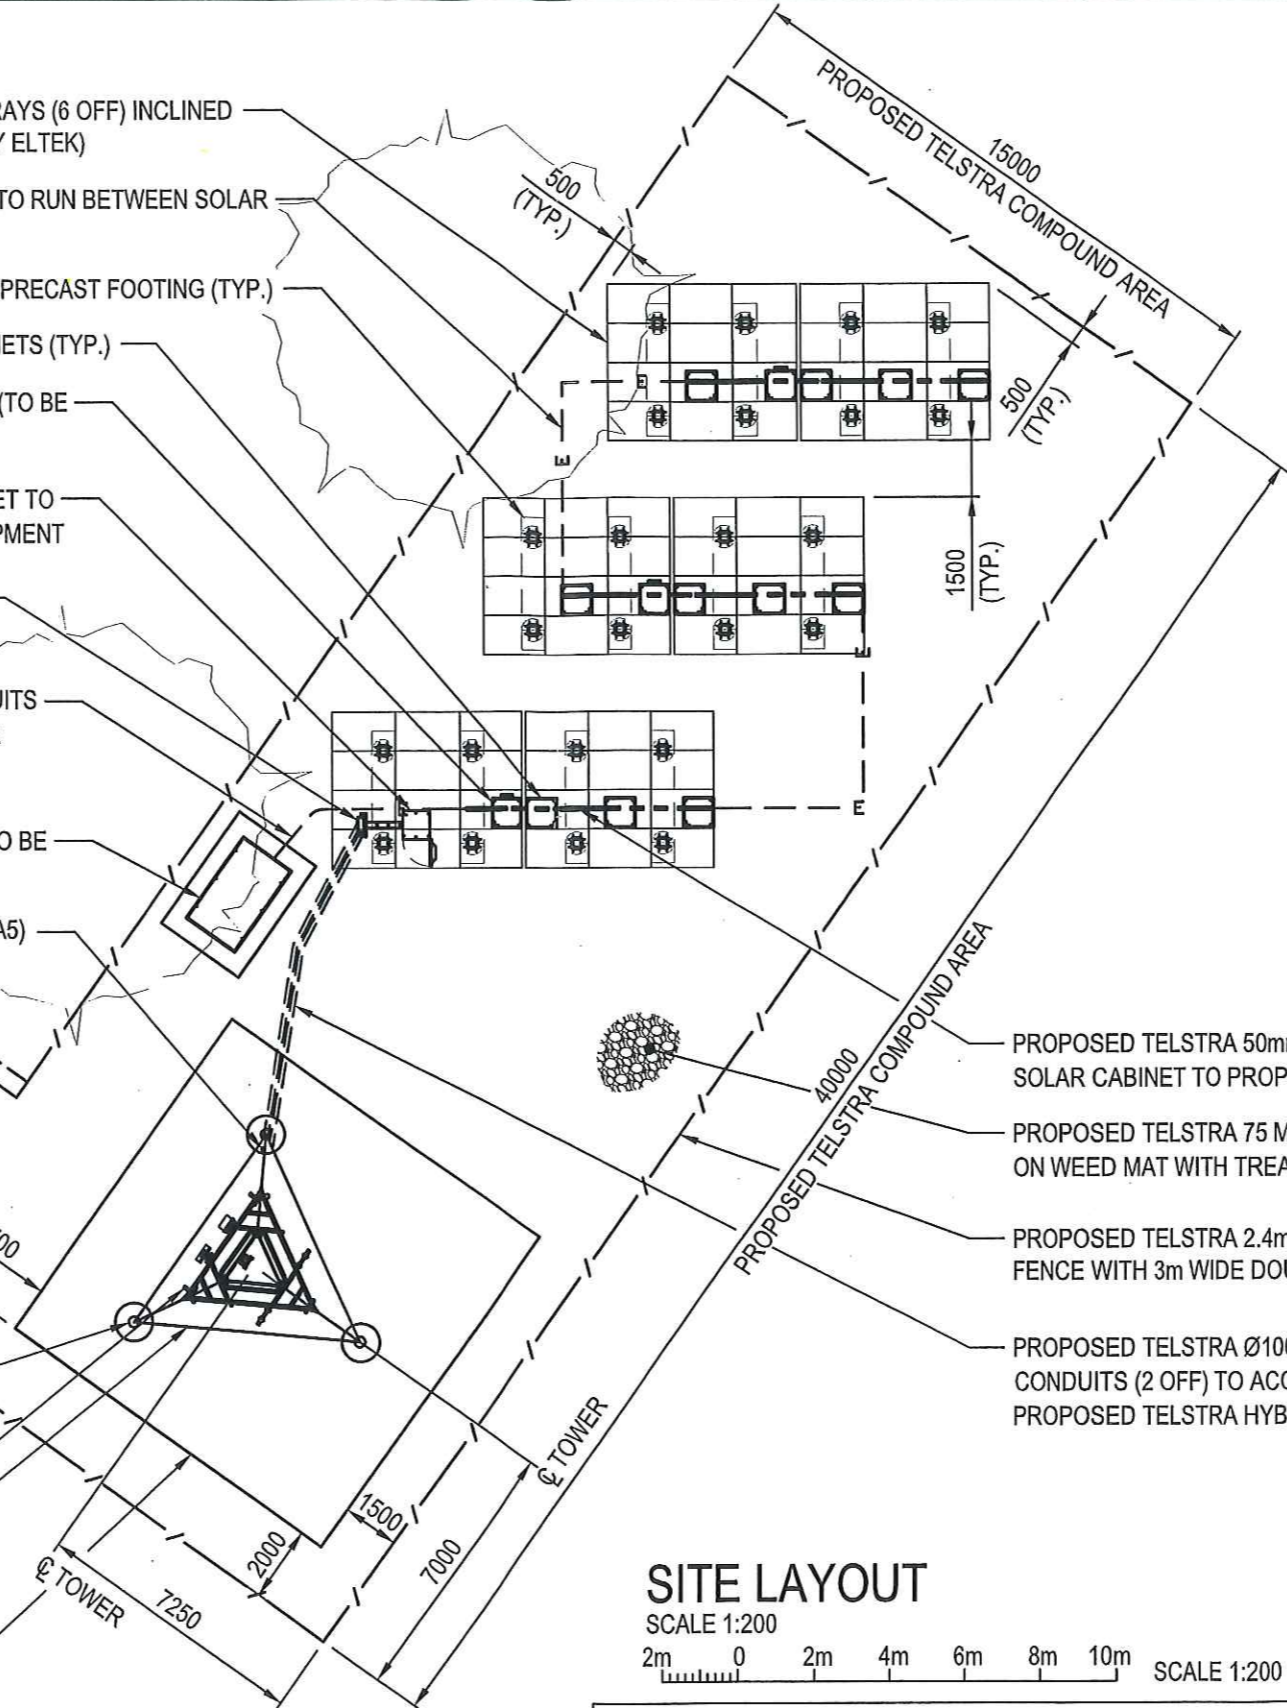 RAYS (6 OFF) INCLINED
Y ELTEK)
TO RUN BETWEEN SOLAR
PRECAST FOOTING (TYP.)
NETS (TYP.)
(TO BE
ET TO
PMENT
UITS
O BE
A5)
PROPOSED TELSTRA COMPOUND AREA
15000
500
(TYP.)
500
(TYP.)
1500
(TYP.)
E
E
E
E
40000
PROPOSED TELSTRA COMPOUND AREA
PROPOSED TELSTRA 50m
SOLAR CABINET TO PROP
PROPOSED TELSTRA 75 M
ON WEED MAT WITH TREA
PROPOSED TELSTRA 2.4m
FENCE WITH 3m WIDE DOU
PROPOSED TELSTRA Ø100
CONDUITS (2 OFF) TO ACC
PROPOSED TELSTRA HYB
℄ TOWER
1500
2000
7000
℄ TOWER
7250
SITE LAYOUT
SCALE 1:200
2m 0 2m 4m 6m 8m 10m SCALE 1:200